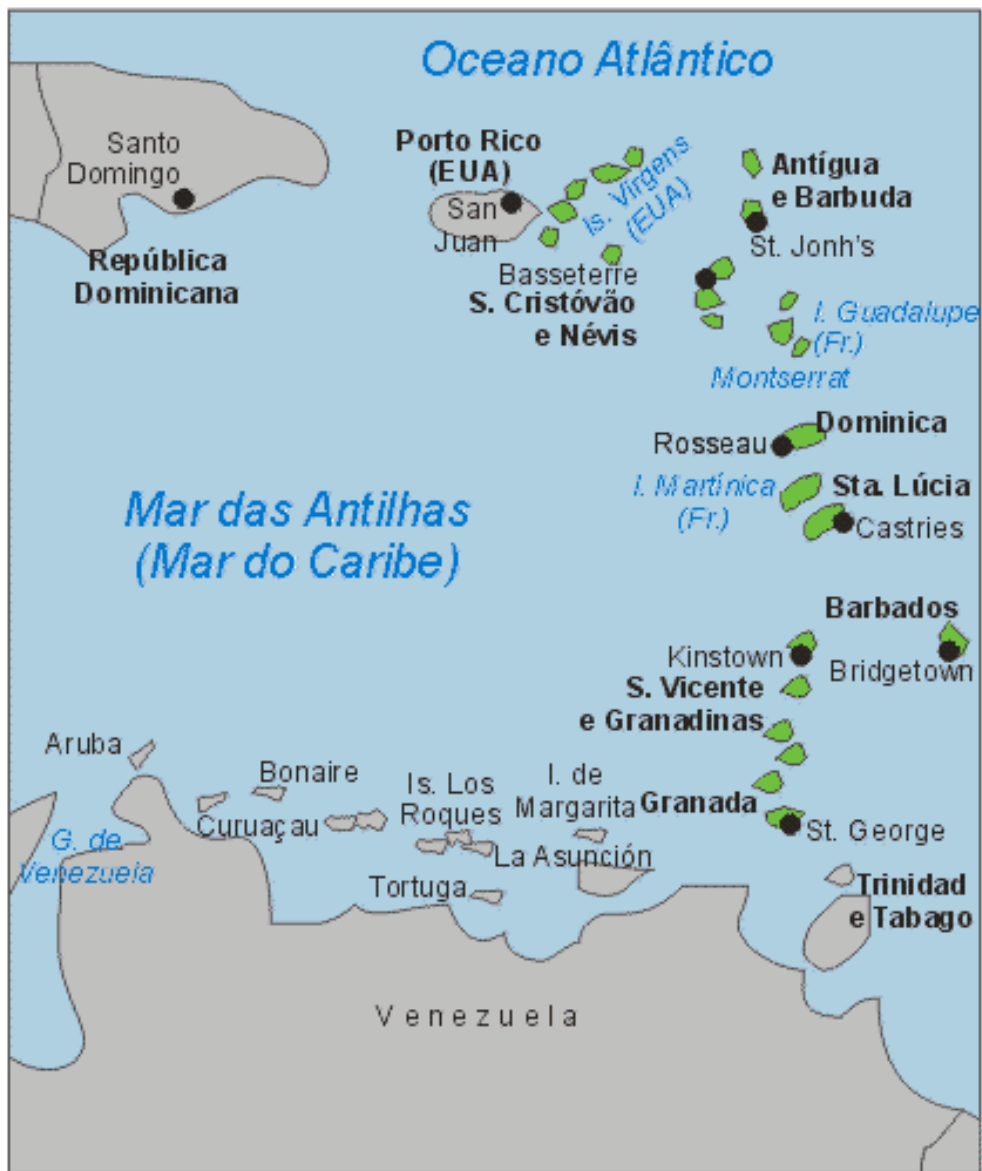 Oceano Atlântico
Santo
Domingo
República
Dominicana
Porto Rico
(EUA)
San
Juan
Is. Virgens
(EUA)
Antígua
e Barbuda
St. Jonh's
Basseterre
S. Cristóvão
e Névis
I. Guadalupe
(Fr.)
Montserrat
Dominica
Rosseau
I. Martínica
(Fr.)
Sta. Lúcia
Castries
Mar das Antilhas
(Mar do Caribe)
Barbados
Bridgetown
Kinstown
S. Vicente
e Granadinas
Aruba
Bonaire
Curuaçau
Is. Los
Roques
I. de
Margarita
Granada
St. George
G. de
Venezuela
La Asunción
Tortuga
Trinidad
e Tabago
Venezuela